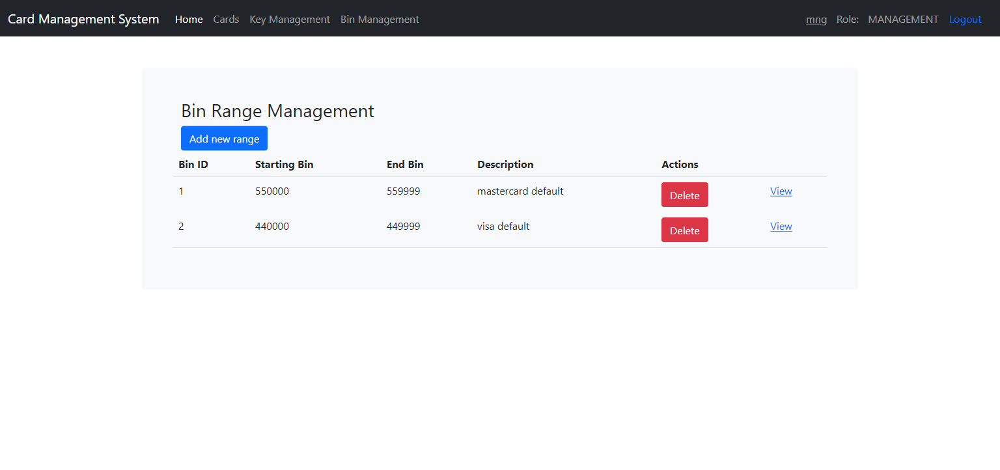 Card Management System Home Cards Key Management Bin Management mng Role: MANAGEMENT Logout
Bin Range Management
Add new range
Bin ID Starting Bin End Bin Description Actions
1 550000 559999 mastercard default Delete View
2 440000 449999 visa default Delete View